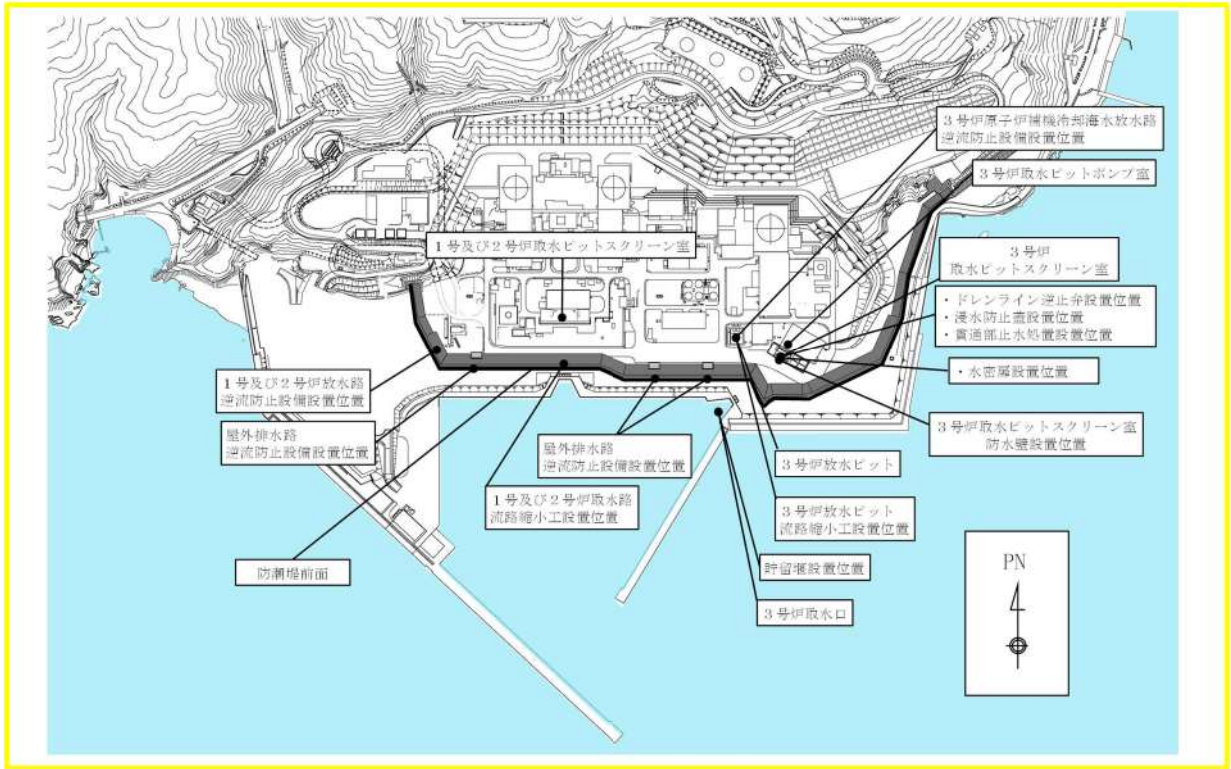 3号炉原子炉補機冷却海水放水路
逆流防止設備設置位置
3号炉取水ピットポンプ室
1号及び2号炉取水ピットスクリーン室
3号炉
取水ピットスクリーン室
・ドレンライン逆止弁設置位置
・浸水防止蓋設置位置
・貫通部止水処置設置位置
・水密扉設置位置
1号及び2号炉放水路
逆流防止設備設置位置
3号炉取水ピットスクリーン室
防水壁設置位置
屋外排水路
逆流防止設備設置位置
屋外排水路
逆流防止設備設置位置
3号炉放水ピット
1号及び2号炉取水路
流路縮小工設置位置
3号炉放水ピット
流路縮小工設置位置
防潮堤前面
貯留堰設置位置
3号炉取水口
PN